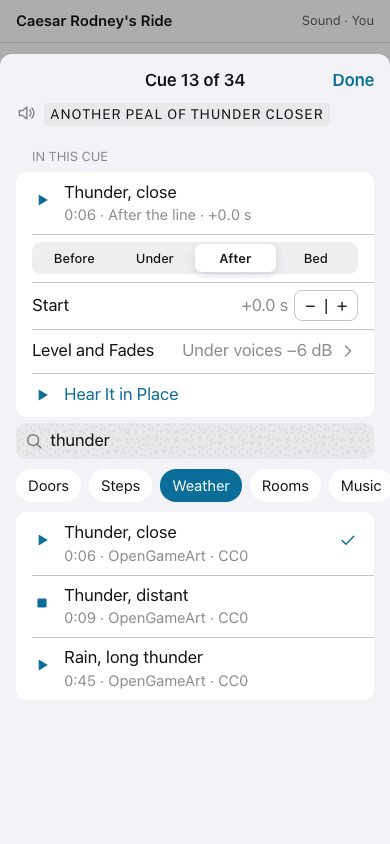 Caesar Rodney's Ride
Sound · You
Cue 13 of 34
Done
ANOTHER PEAL OF THUNDER CLOSER
IN THIS CUE
Thunder, close
0:06 · After the line · +0.0 s
Before Under After Bed
Start +0.0 s − | +
Level and Fades Under voices −6 dB
Hear It in Place
thunder
Doors Steps Weather Rooms Music
Thunder, close
0:06 · OpenGameArt · CC0
Thunder, distant
0:09 · OpenGameArt · CC0
Rain, long thunder
0:45 · OpenGameArt · CC0